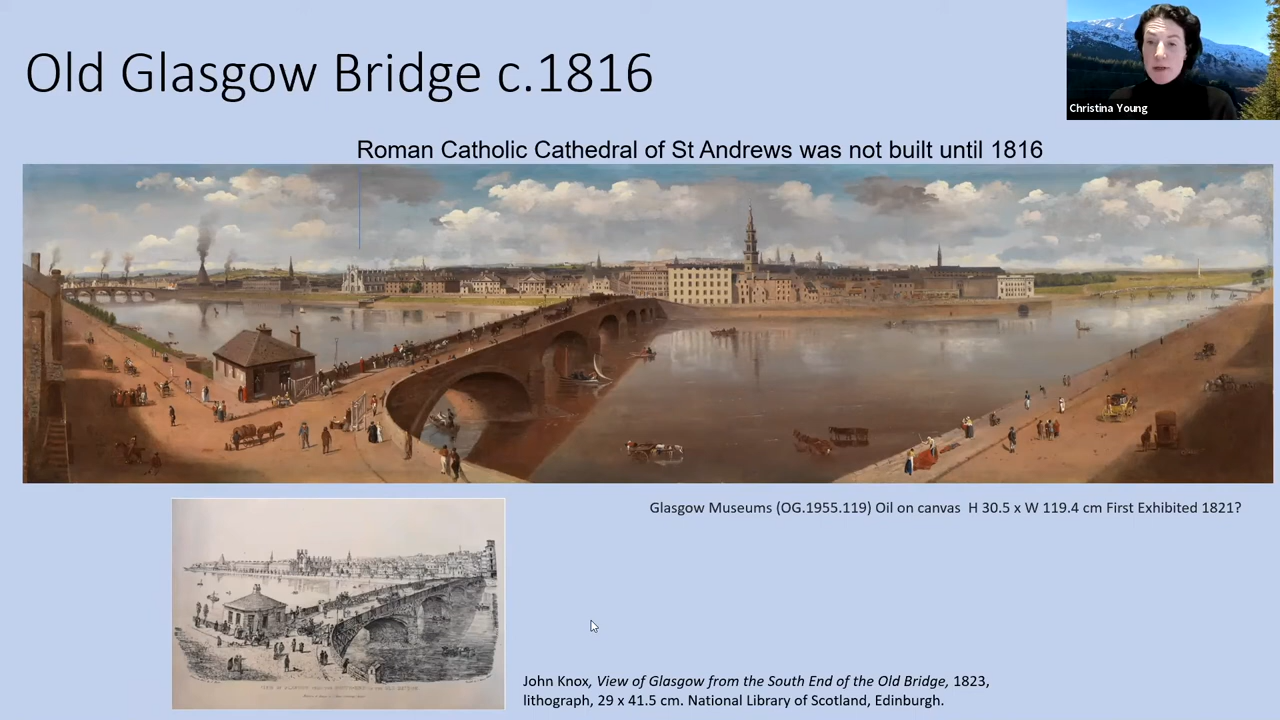 Old Glasgow Bridge c.1816
Christina Young
Roman Catholic Cathedral of St Andrews was not built until 1816
Glasgow Museums (OG.1955.119) Oil on canvas H 30.5 x W 119.4 cm First Exhibited 1821?
John Knox, View of Glasgow from the South End of the Old Bridge, 1823,
lithograph, 29 x 41.5 cm. National Library of Scotland, Edinburgh.